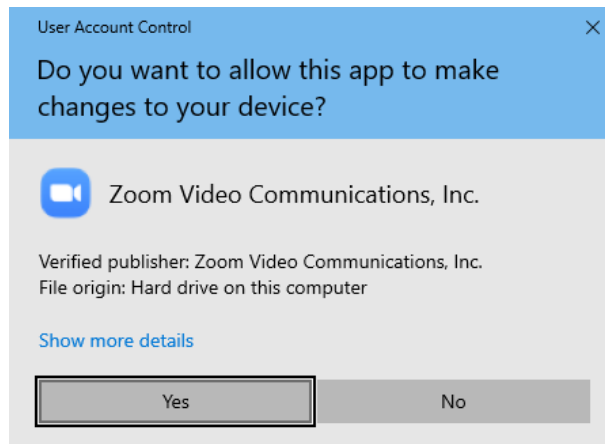 User Account Control
Do you want to allow this app to make
changes to your device?
Zoom Video Communications, Inc.
Verified publisher: Zoom Video Communications, Inc.
File origin: Hard drive on this computer
Show more details
Yes
No